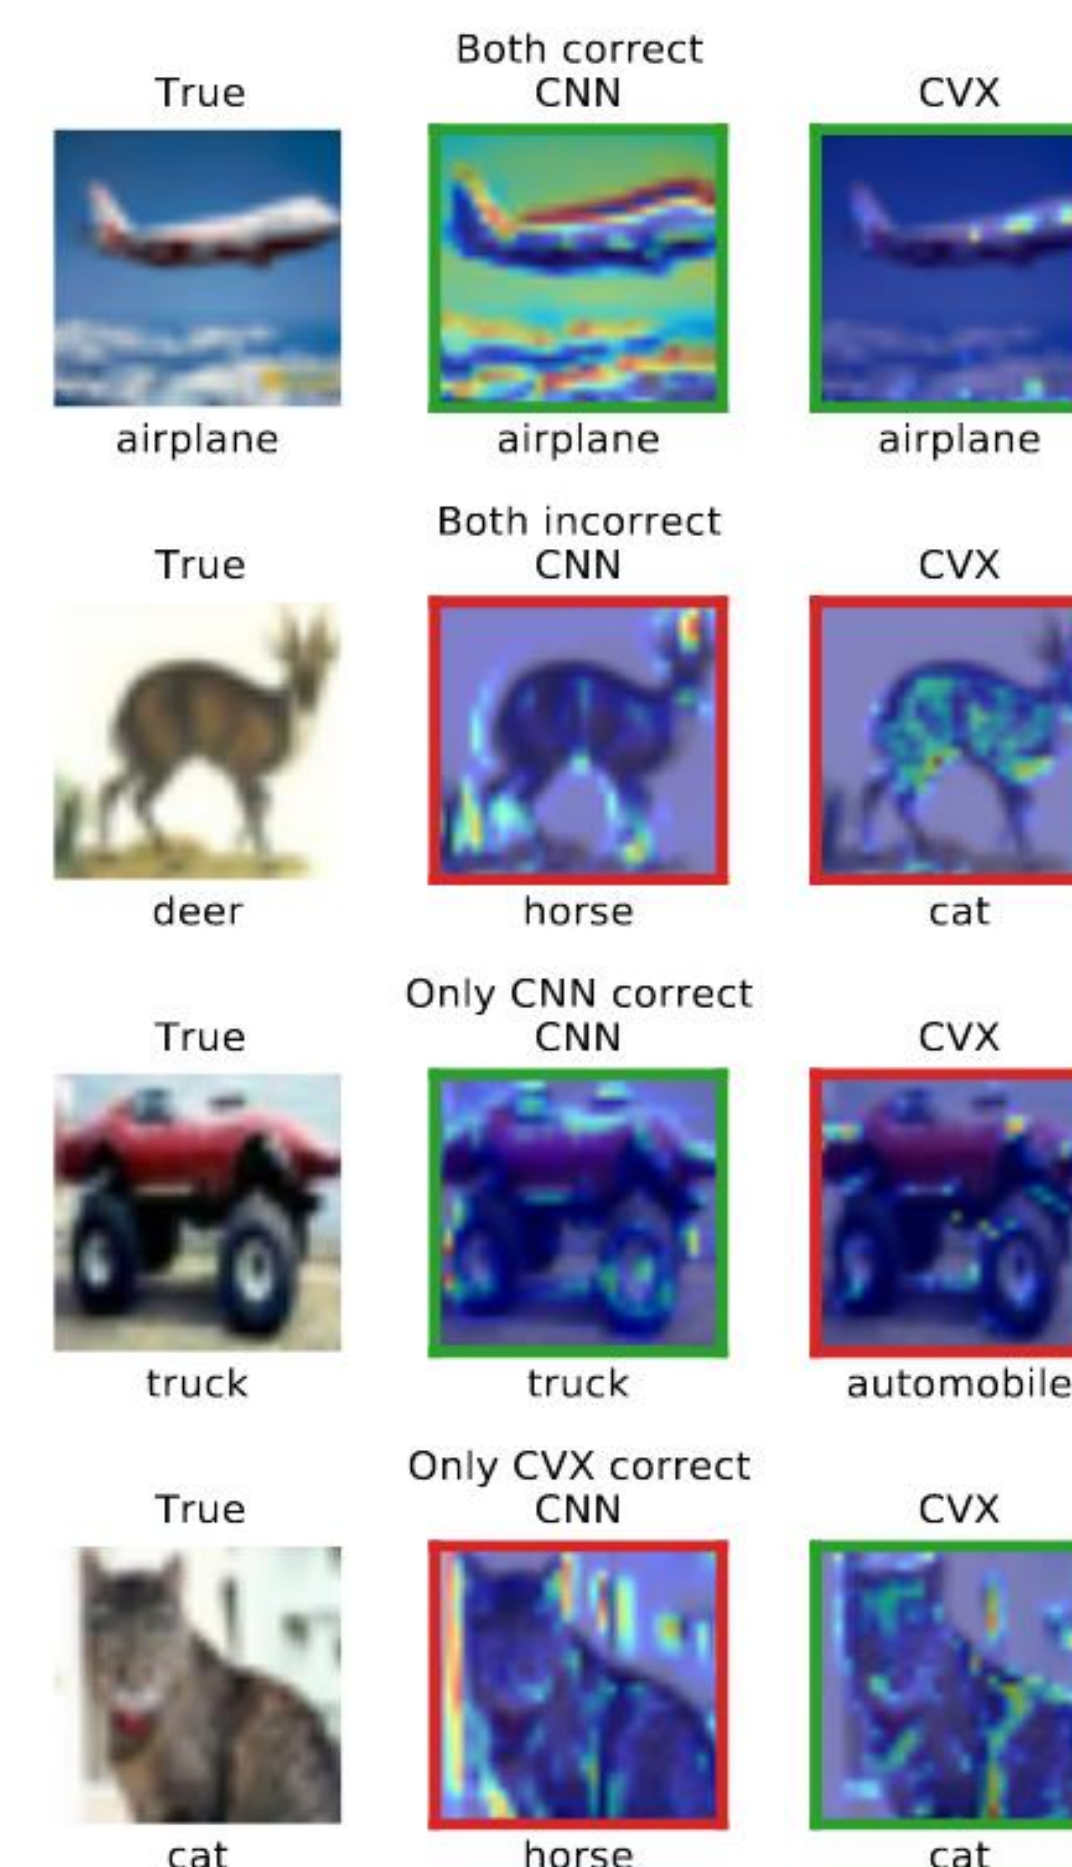 Both correct
True CNN CVX
airplane airplane airplane
Both incorrect
True CNN CVX
deer horse cat
Only CNN correct
True CNN CVX
truck truck automobile
Only CVX correct
True CNN CVX
cat horse cat